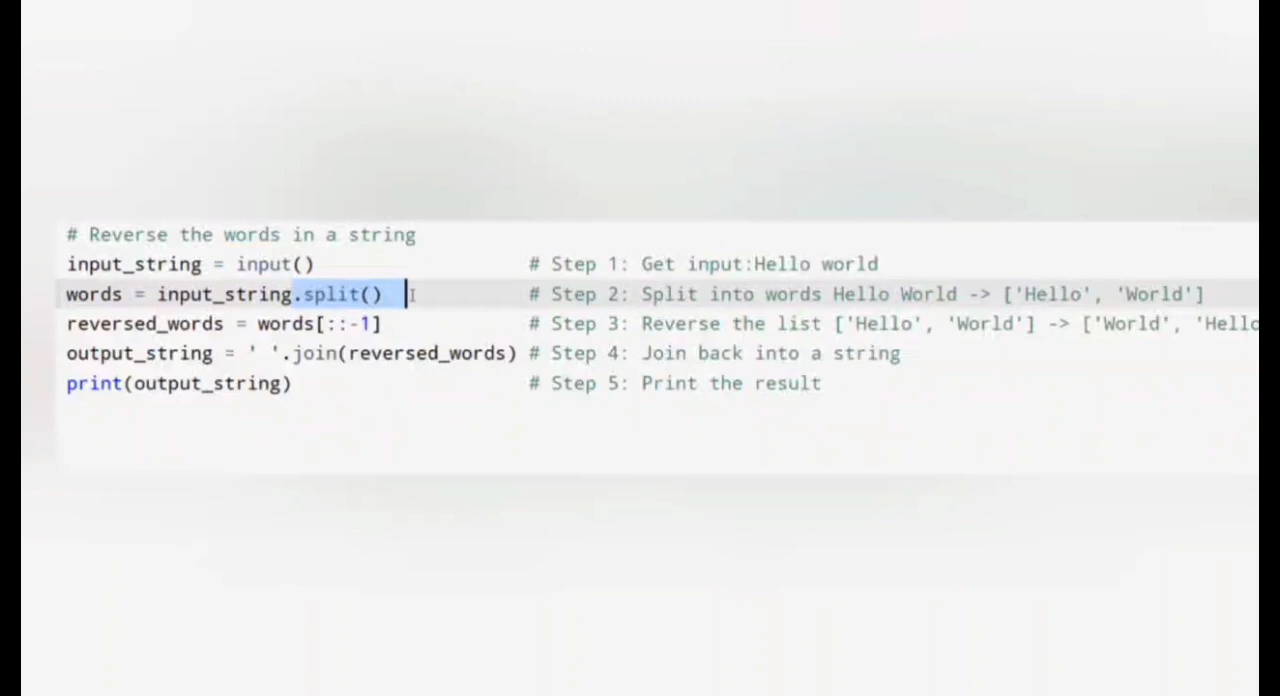 # Reverse the words in a string
input_string = input() # Step 1: Get input:Hello world
words = input_string.split() # Step 2: Split into words Hello World -> ['Hello', 'World']
reversed_words = words[::-1] # Step 3: Reverse the list ['Hello', 'World'] -> ['World', 'Hello
output_string = ' '.join(reversed_words) # Step 4: Join back into a string
print(output_string) # Step 5: Print the result